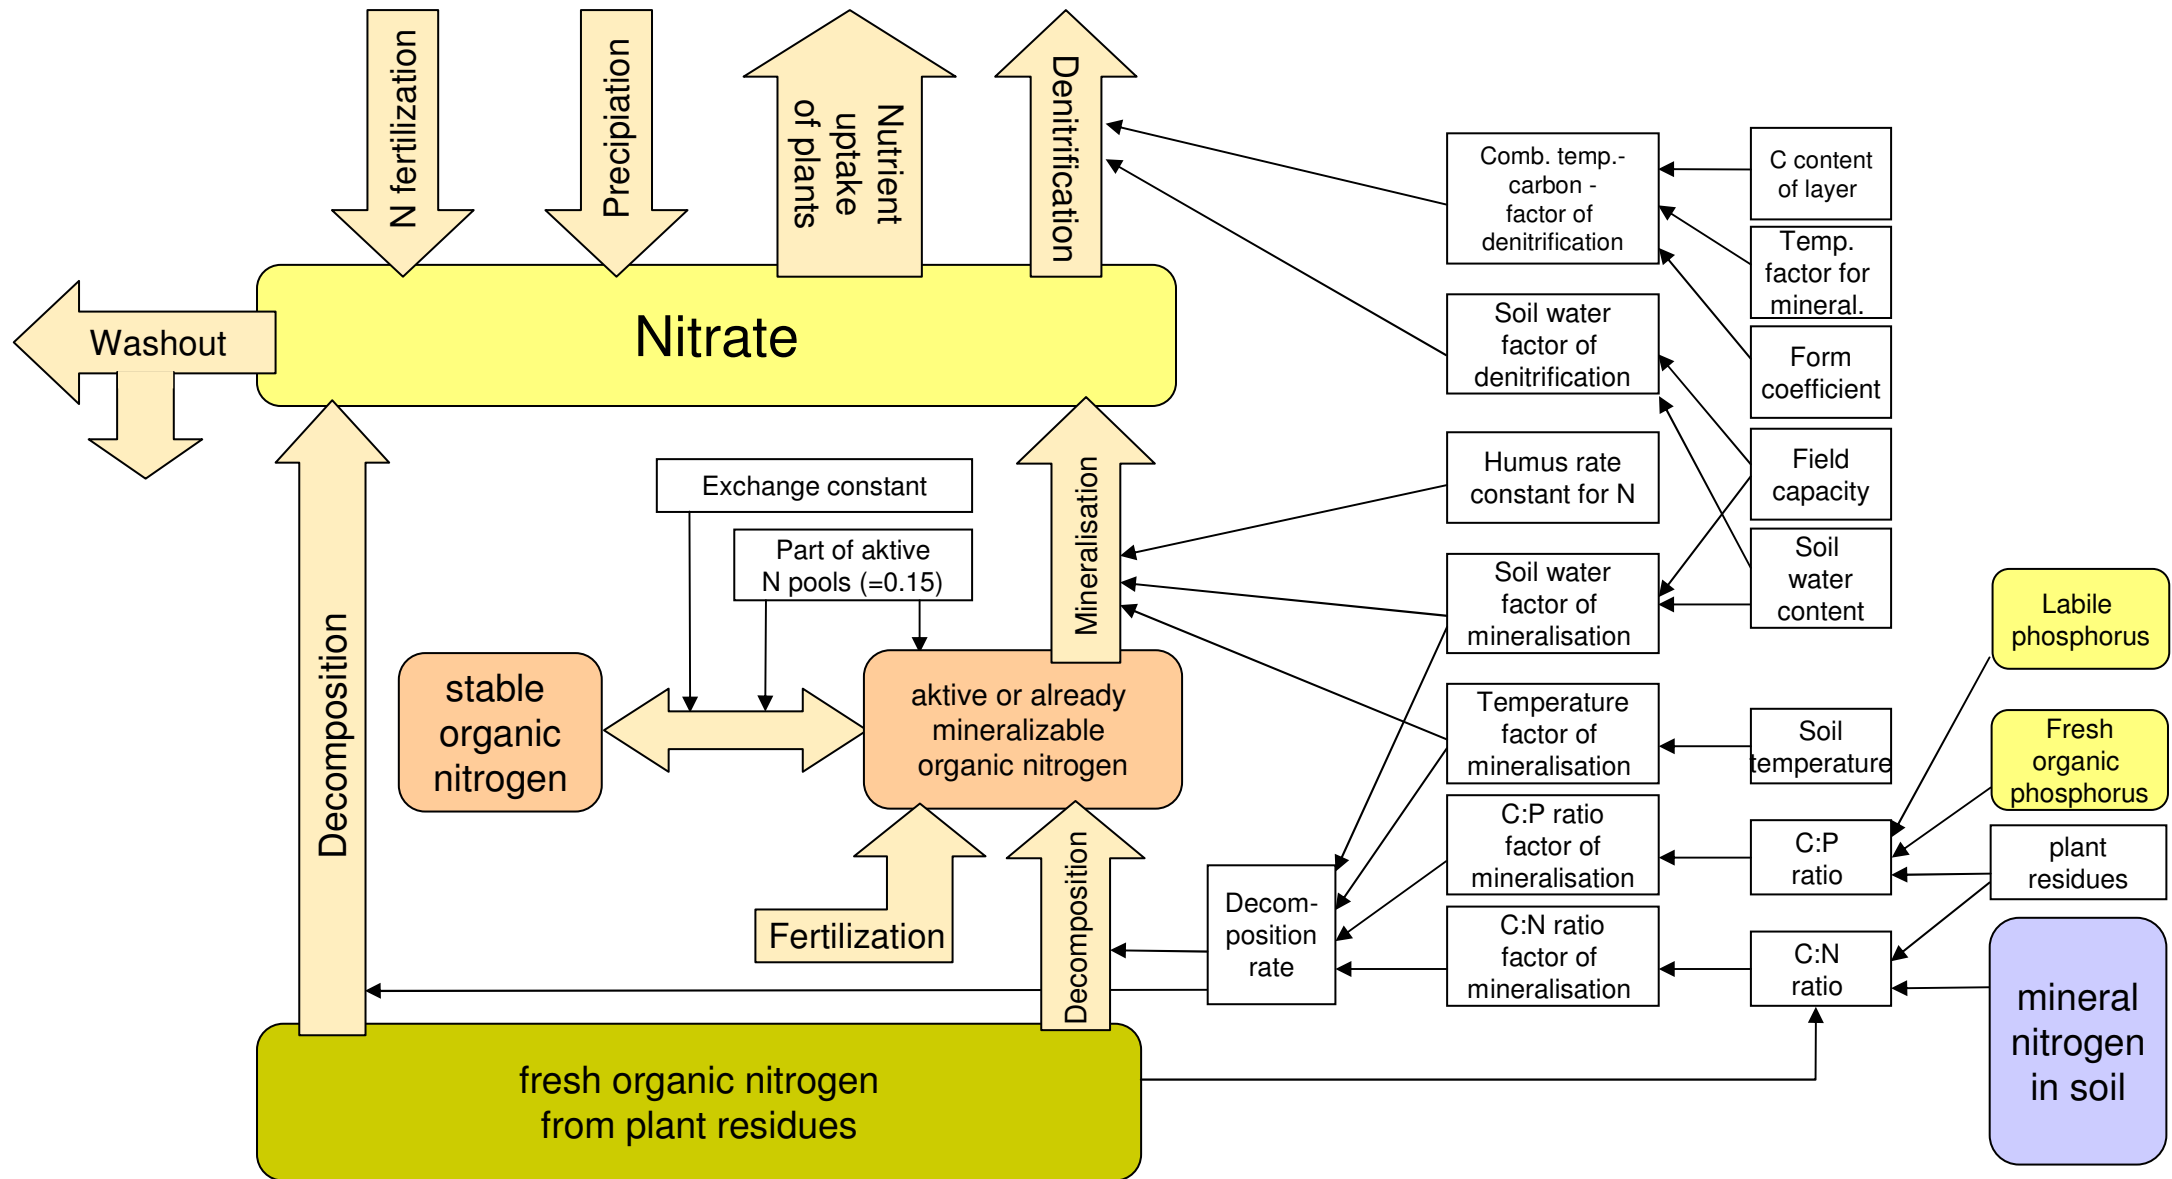 N fertilization
Precipiation
Nutrient
uptake
of plants
Denitrification
Comb. temp.-
carbon -
factor of
denitrification
C content
of layer
Temp.
factor for
mineral.
Washout
Nitrate
Soil water
factor of
denitrification
Form
coefficient
Exchange constant
Part of aktive
N pools (=0.15)
Mineralisation
Humus rate
constant for N
Field
capacity
Soil water
factor of
mineralisation
Soil
water
content
Labile
phosphorus
Decomposition
stable
organic
nitrogen
aktive or already
mineralizable
organic nitrogen
Temperature
factor of
mineralisation
Soil
temperature
Fresh
organic
phosphorus
C:P ratio
factor of
mineralisation
C:P
ratio
plant
residues
Fertilization
Decomposition
Decom-
position
rate
C:N ratio
factor of
mineralisation
C:N
ratio
mineral
nitrogen
in soil
fresh organic nitrogen
from plant residues